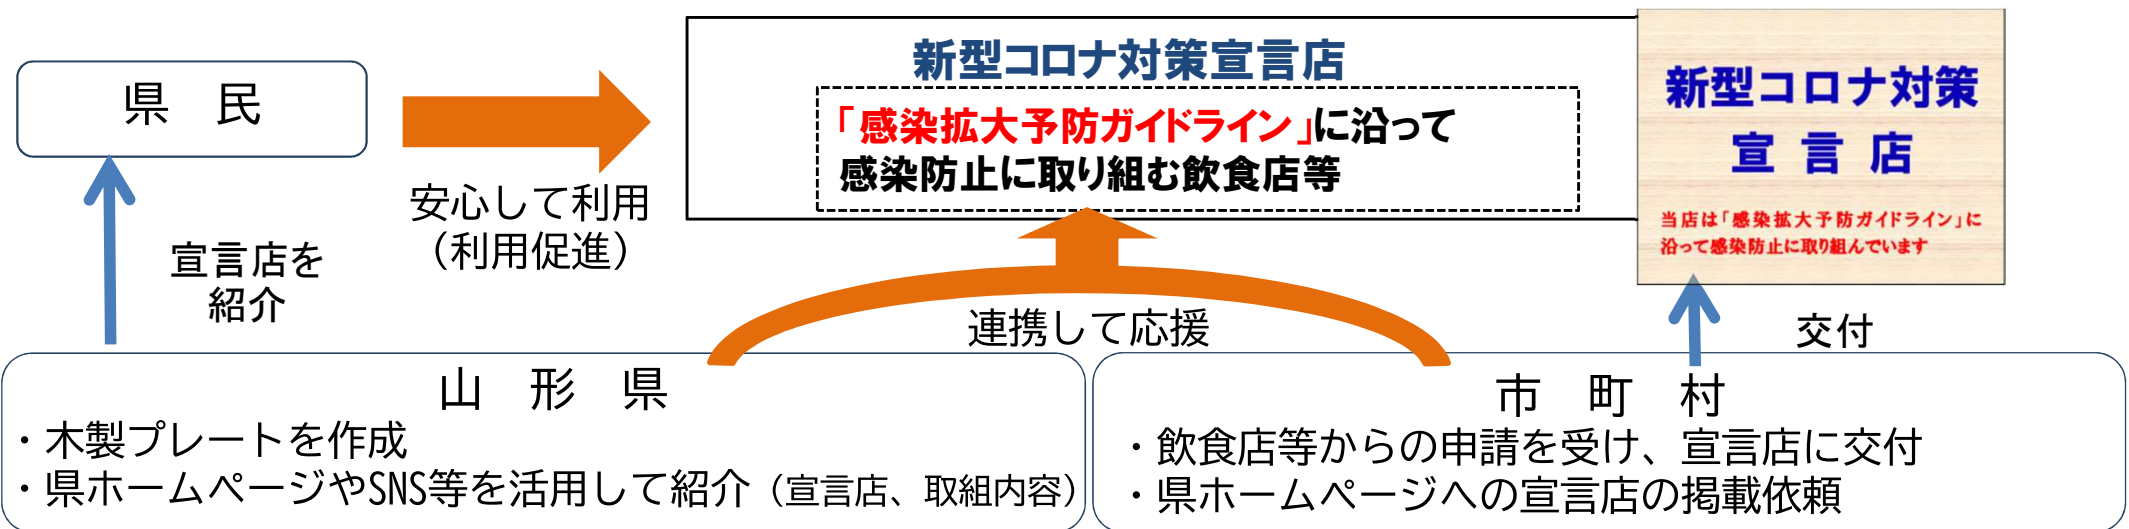 県　民
安心して利用
（利用促進）
宣言店を
紹介
新型コロナ対策宣言店
「感染拡大予防ガイドライン」に沿って
感染防止に取り組む飲食店等
新型コロナ対策
宣 言 店
当店は「感染拡大予防ガイドライン」に
沿って感染防止に取り組んでいます
連携して応援
交付
山　形　県
・木製プレートを作成
・県ホームページやSNS等を活用して紹介（宣言店、取組内容）
市　町　村
・飲食店等からの申請を受け、宣言店に交付
・県ホームページへの宣言店の掲載依頼